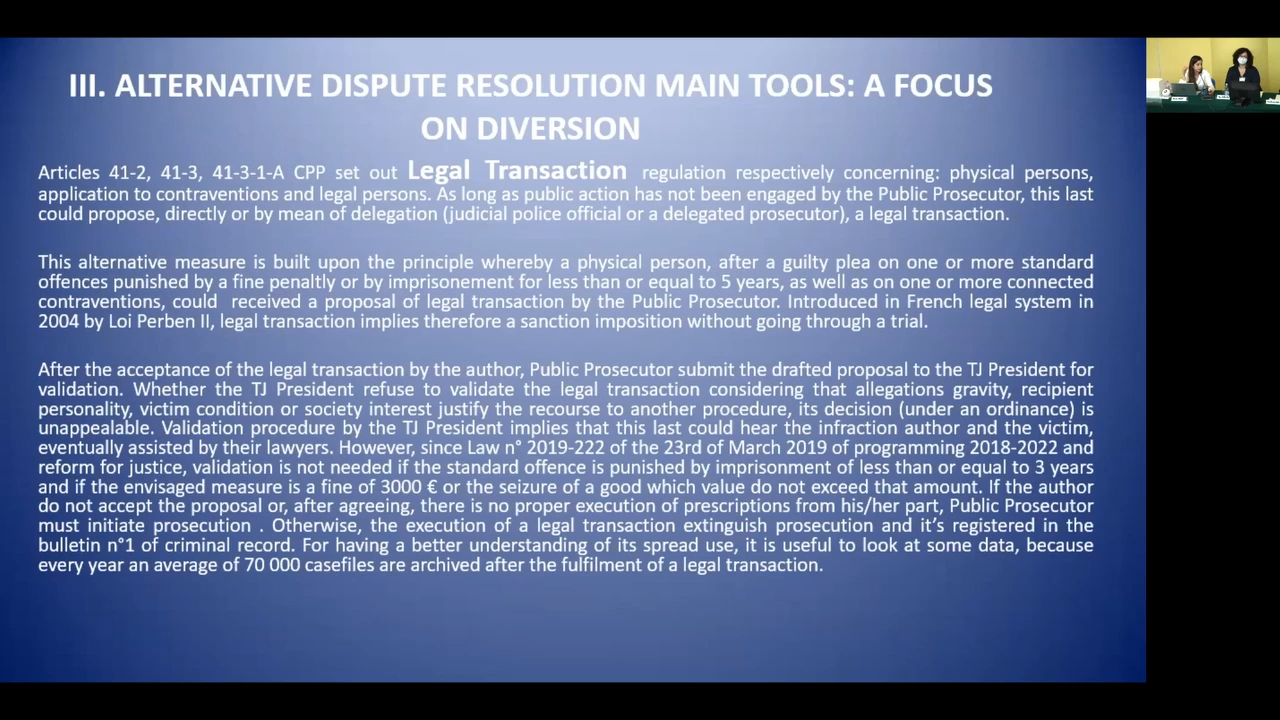 III. ALTERNATIVE DISPUTE RESOLUTION MAIN TOOLS: A FOCUS
ON DIVERSION
Articles 41-2, 41-3, 41-3-1-A CPP set out Legal Transaction regulation respectively concerning: physical persons,
application to contraventions and legal persons. As long as public action has not been engaged by the Public Prosecutor, this last
could propose, directly or by mean of delegation (judicial police official or a delegated prosecutor), a legal transaction.
This alternative measure is built upon the principle whereby a physical person, after a guilty plea on one or more standard
offences punished by a fine penaltly or by imprisonement for less than or equal to 5 years, as well as on one or more connected
contraventions, could received a proposal of legal transaction by the Public Prosecutor. Introduced in French legal system in
2004 by Loi Perben II, legal transaction implies therefore a sanction imposition without going through a trial.
After the acceptance of the legal transaction by the author, Public Prosecutor submit the drafted proposal to the TJ President for
validation. Whether the TJ President refuse to validate the legal transaction considering that allegations gravity, recipient
personality, victim condition or society interest justify the recourse to another procedure, its decision (under an ordinance) is
unappealable. Validation procedure by the TJ President implies that this last could hear the infraction author and the victim,
eventually assisted by their lawyers. However, since Law n° 2019-222 of the 23rd of March 2019 of programming 2018-2022 and
reform for justice, validation is not needed if the standard offence is punished by imprisonment of less than or equal to 3 years
and if the envisaged measure is a fine of 3000 € or the seizure of a good which value do not exceed that amount. If the author
do not accept the proposal or, after agreeing, there is no proper execution of prescriptions from his/her part, Public Prosecutor
must initiate prosecution . Otherwise, the execution of a legal transaction extinguish prosecution and it's registered in the
bulletin n°1 of criminal record. For having a better understanding of its spread use, it is useful to look at some data, because
every year an average of 70 000 casefiles are archived after the fulfilment of a legal transaction.